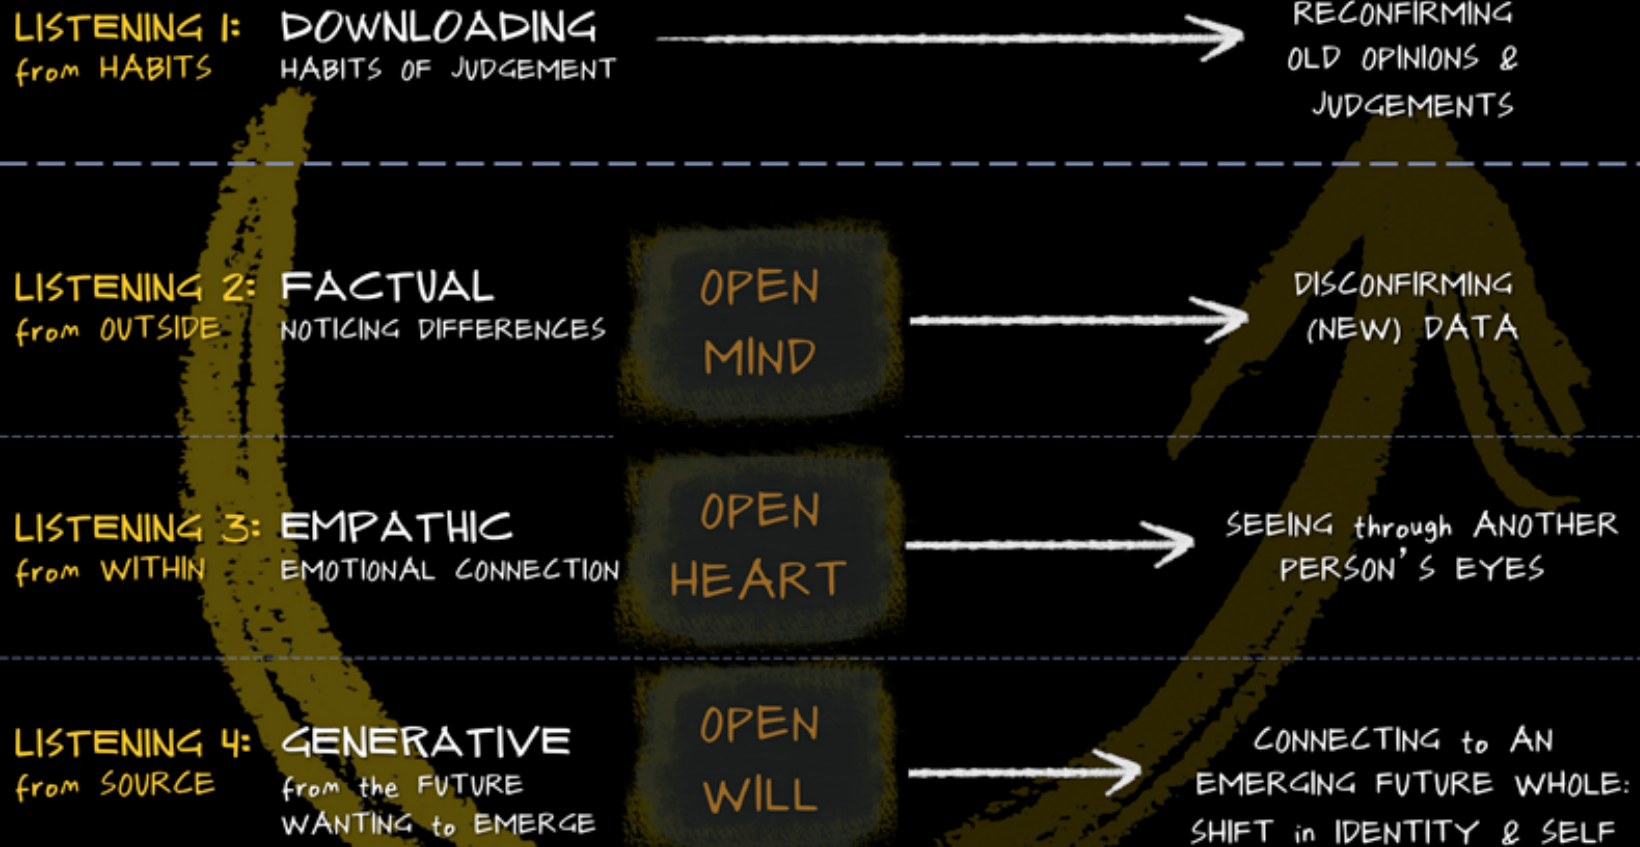 LISTENING 1:
from HABITS
DOWNLOADING
HABITS OF JUDGEMENT
RECONFIRMING
OLD OPINIONS &
JUDGEMENTS
LISTENING 2:
from OUTSIDE
FACTUAL
NOTICING DIFFERENCES
OPEN
MIND
DISCONFIRMING
(NEW) DATA
LISTENING 3:
from WITHIN
EMPATHIC
EMOTIONAL CONNECTION
OPEN
HEART
SEEING through ANOTHER
PERSON'S EYES
LISTENING 4:
from SOURCE
GENERATIVE
from the FUTURE
WANTING to EMERGE
OPEN
WILL
CONNECTING to AN
EMERGING FUTURE WHOLE:
SHIFT in IDENTITY & SELF